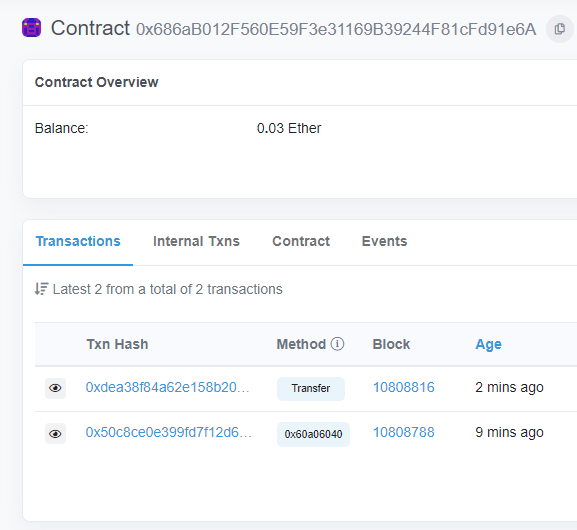 Contract 0x686aB012F560E59F3e31169B39244F81cFd91e6A
Contract Overview
Balance: 0.03 Ether
Transactions Internal Txns Contract Events
Latest 2 from a total of 2 transactions
Txn Hash Method Block Age
0xdea38f84a62e158b20... Transfer 10808816 2 mins ago
0x50c8ce0e399fd7f12d6... 0x60a06040 10808788 9 mins ago